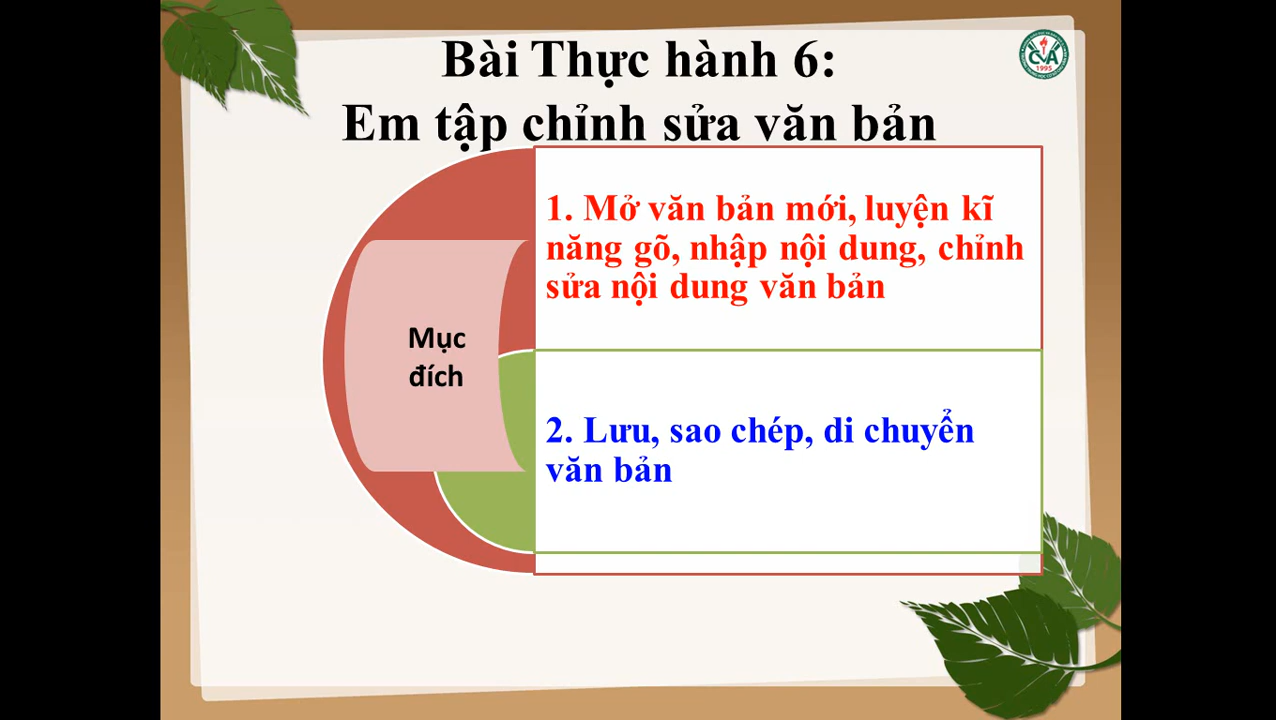 Bài Thực hành 6:
Em tập chỉnh sửa văn bản
CVA
1995
Mục
đích
1. Mở văn bản mới, luyện kĩ
năng gõ, nhập nội dung, chỉnh
sửa nội dung văn bản
2. Lưu, sao chép, di chuyển
văn bản